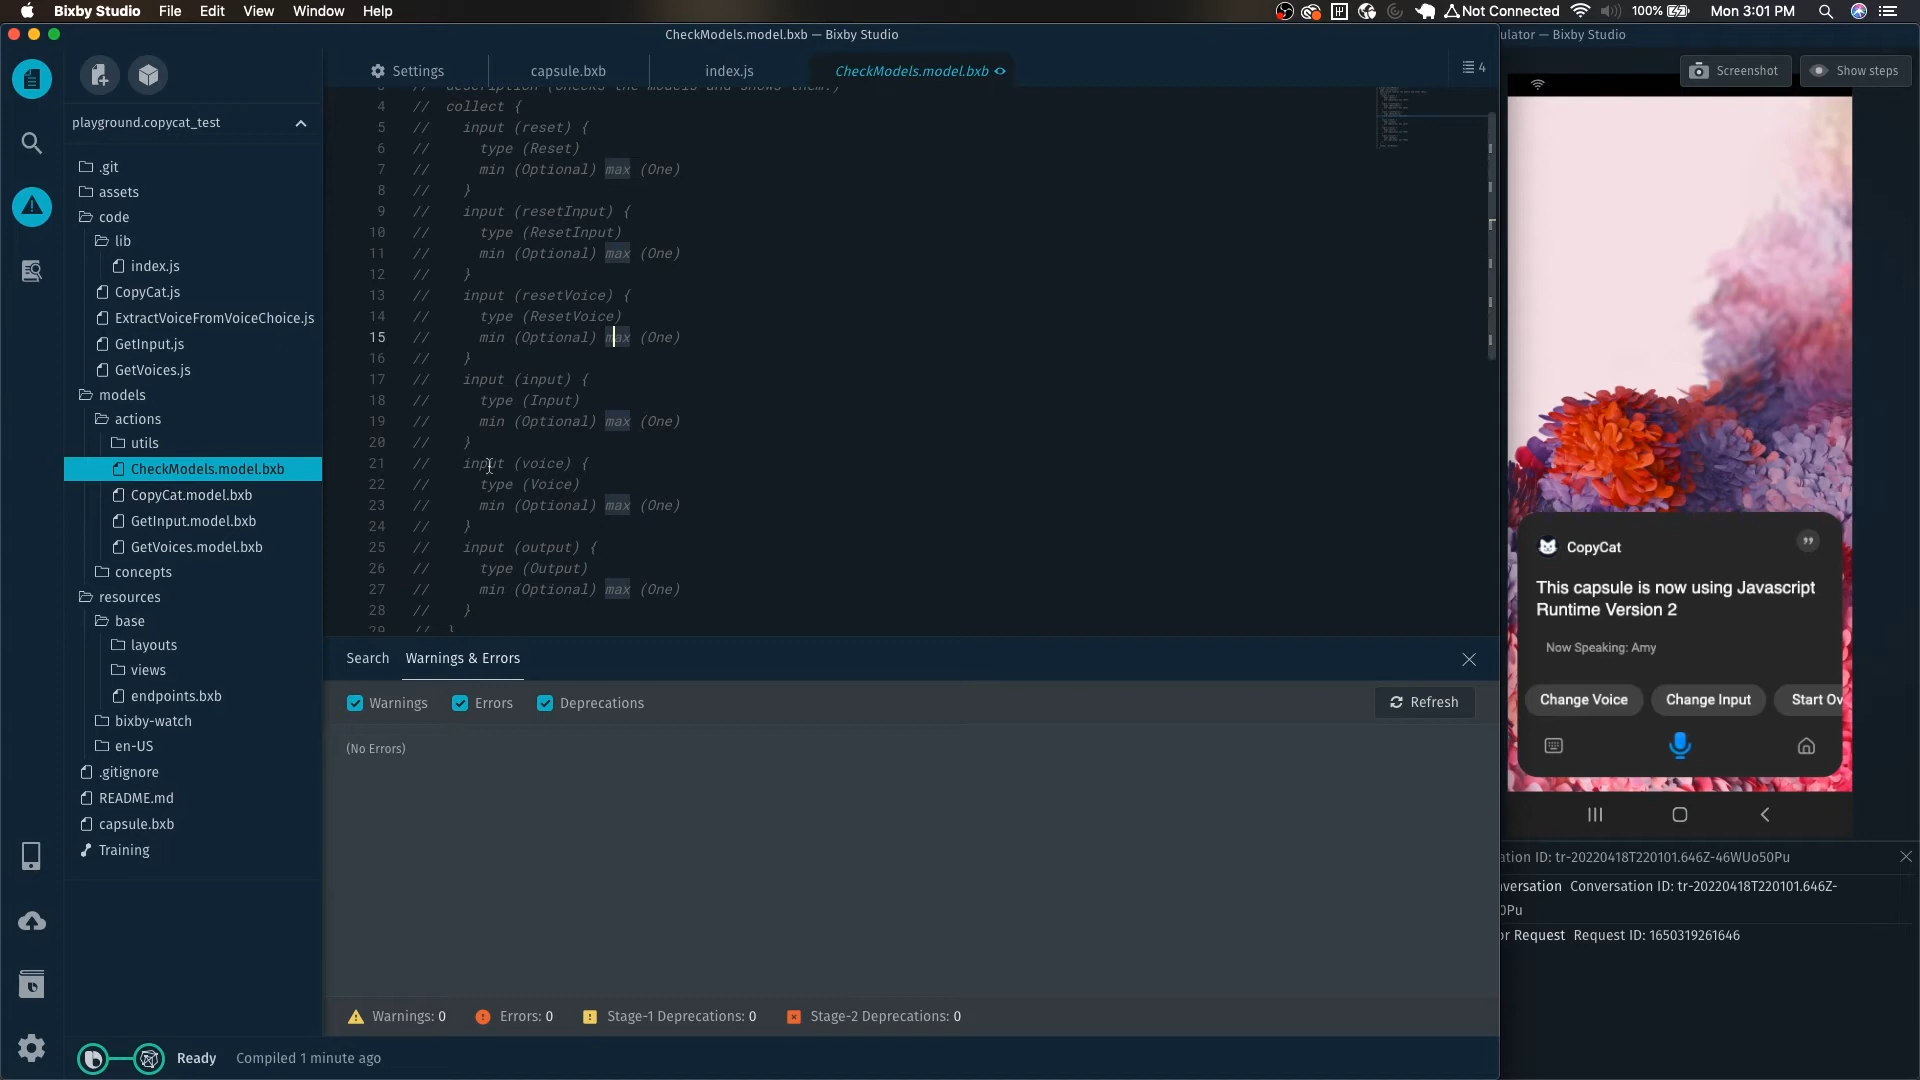 Bixby Studio File Edit View Window Help
Not Connected 100% Mon 3:01 PM
CheckModels.model.bxb — Bixby Studio
ulator — Bixby Studio
Settings
capsule.bxb
index.js
CheckModels.model.bxb
4
Screenshot
Show steps
playground.copycat_test
.git
assets
code
lib
index.js
CopyCat.js
ExtractVoiceFromVoiceChoice.js
GetInput.js
GetVoices.js
models
actions
utils
CheckModels.model.bxb
CopyCat.model.bxb
GetInput.model.bxb
GetVoices.model.bxb
concepts
resources
base
layouts
views
endpoints.bxb
bixby-watch
en-US
.gitignore
README.md
capsule.bxb
Training
4 // collect {
5 // input (reset) {
6 // type (Reset)
7 // min (Optional) max (One)
8 // }
9 // input (resetInput) {
10 // type (ResetInput)
11 // min (Optional) max (One)
12 // }
13 // input (resetVoice) {
14 // type (ResetVoice)
15 // min (Optional) max (One)
16 // }
17 // input (input) {
18 // type (Input)
19 // min (Optional) max (One)
20 // }
21 // input (voice) {
22 // type (Voice)
23 // min (Optional) max (One)
24 // }
25 // input (output) {
26 // type (Output)
27 // min (Optional) max (One)
28 // }
29 // }
Search
Warnings & Errors
Warnings
Errors
Deprecations
Refresh
(No Errors)
Warnings: 0
Errors: 0
Stage-1 Deprecations: 0
Stage-2 Deprecations: 0
Ready
Compiled 1 minute ago
CopyCat
This capsule is now using Javascript
Runtime Version 2
Now Speaking: Amy
Change Voice
Change Input
Start Ov
ation ID: tr-20220418T220101.646Z-46WUo50Pu
versation Conversation ID: tr-20220418T220101.646Z-
0Pu
or Request Request ID: 1650319261646